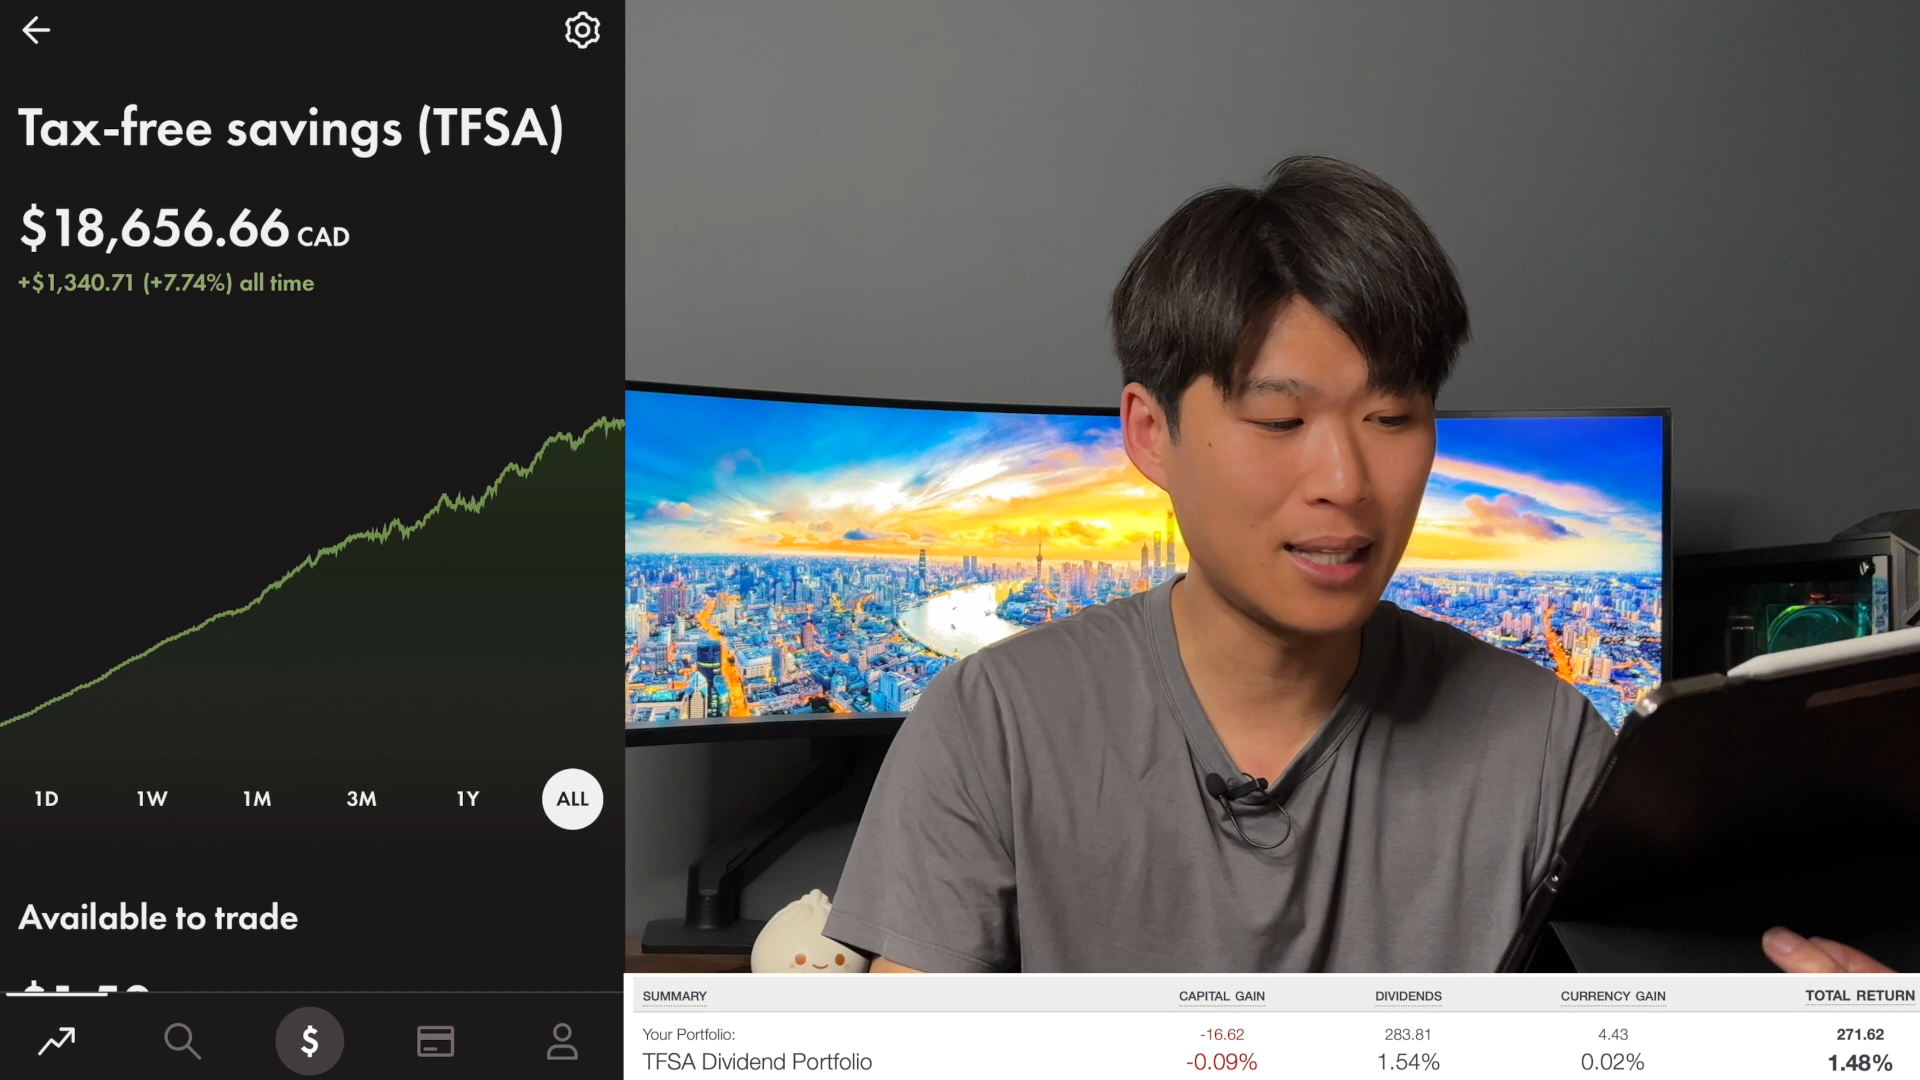 Tax-free savings (TFSA)
$18,656.66 CAD
+$1,340.71 (+7.74%) all time
1D 1W 1M 3M 1Y ALL
Available to trade
$
SUMMARY CAPITAL GAIN DIVIDENDS CURRENCY GAIN TOTAL RETURN
Your Portfolio: -16.62 283.81 4.43 271.62
TFSA Dividend Portfolio -0.09% 1.54% 0.02% 1.48%